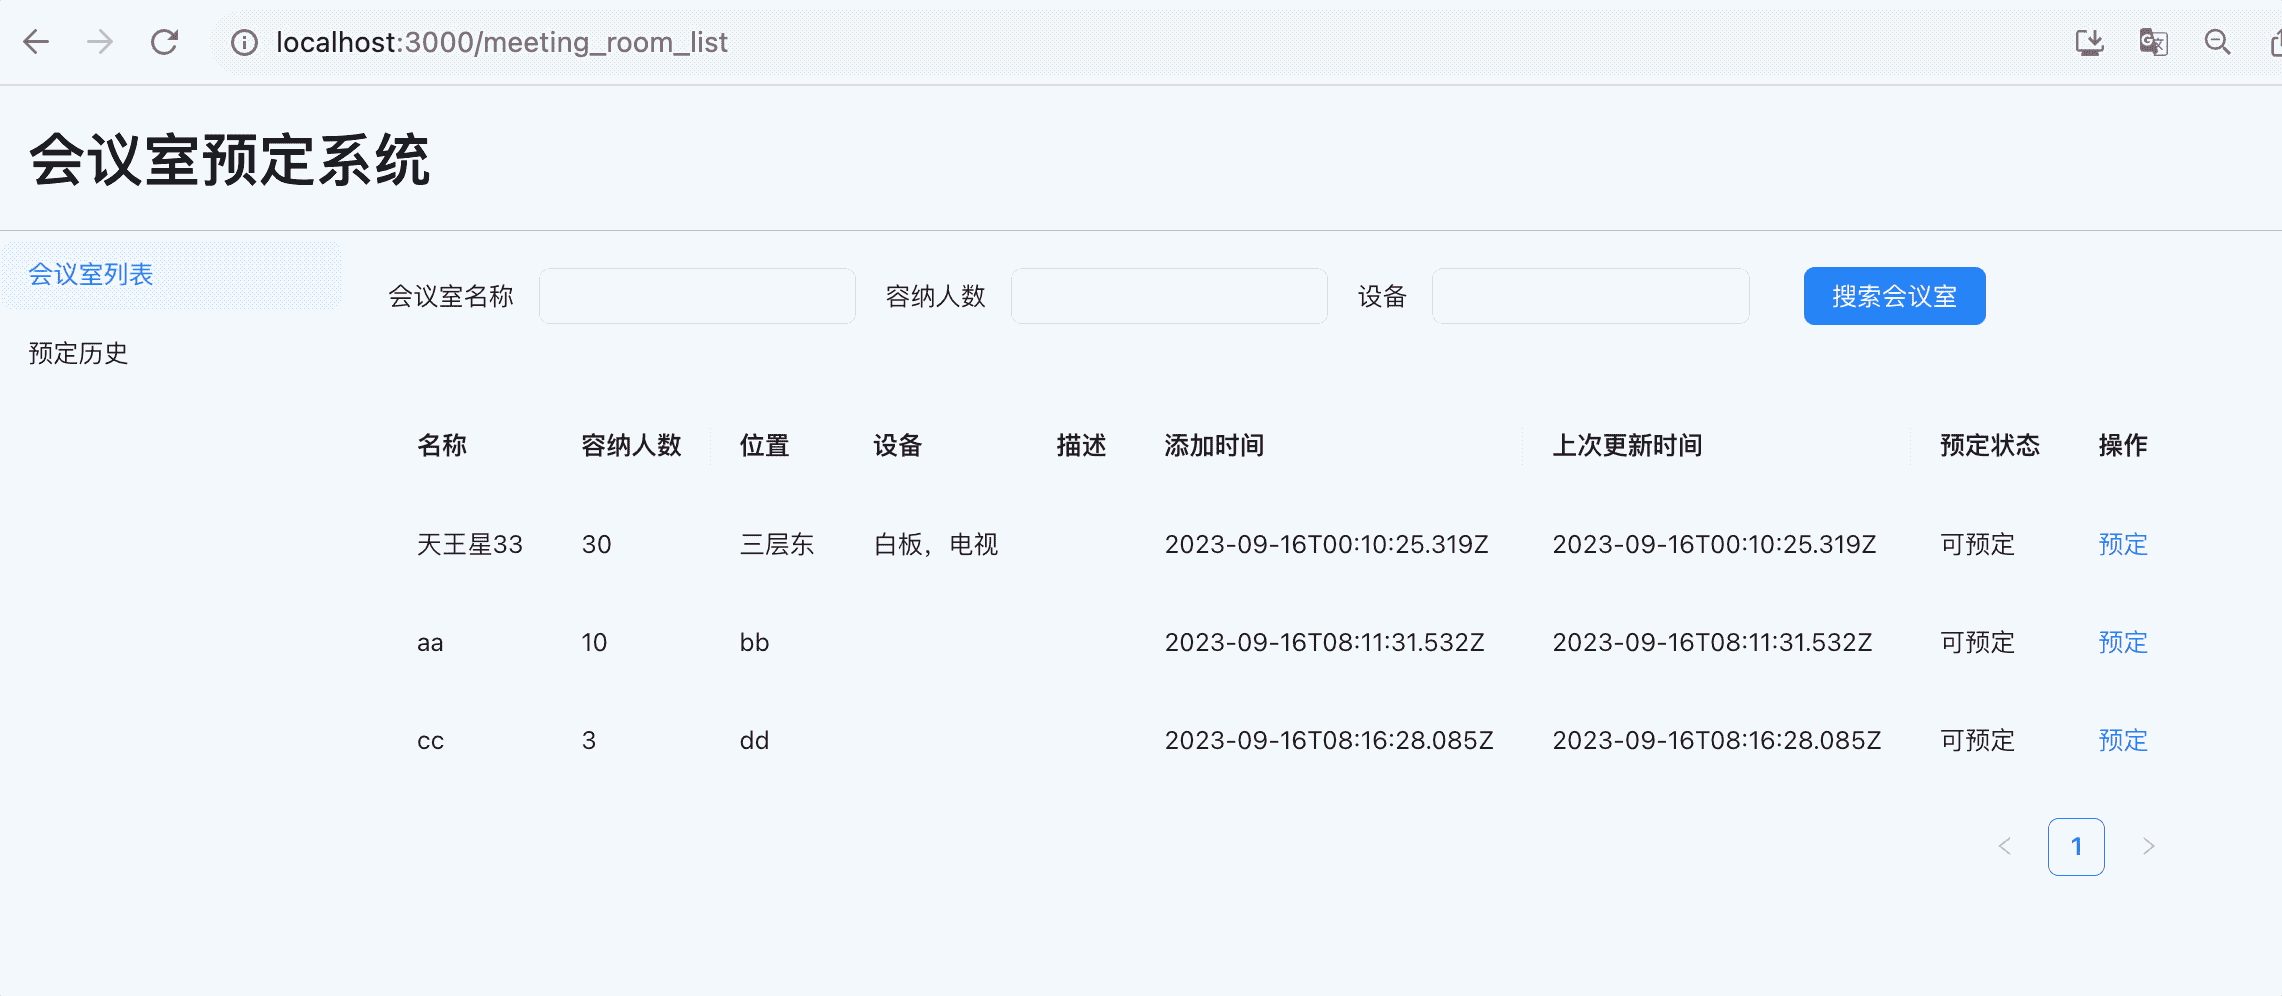 localhost:3000/meeting_room_list
会议室预定系统
会议室列表
预定历史
会议室名称 容纳人数 设备 搜索会议室
名称 容纳人数 位置 设备 描述 添加时间 上次更新时间 预定状态 操作
天王星33 30 三层东 白板，电视 2023-09-16T00:10:25.319Z 2023-09-16T00:10:25.319Z 可预定 预定
aa 10 bb 2023-09-16T08:11:31.532Z 2023-09-16T08:11:31.532Z 可预定 预定
cc 3 dd 2023-09-16T08:16:28.085Z 2023-09-16T08:16:28.085Z 可预定 预定
1